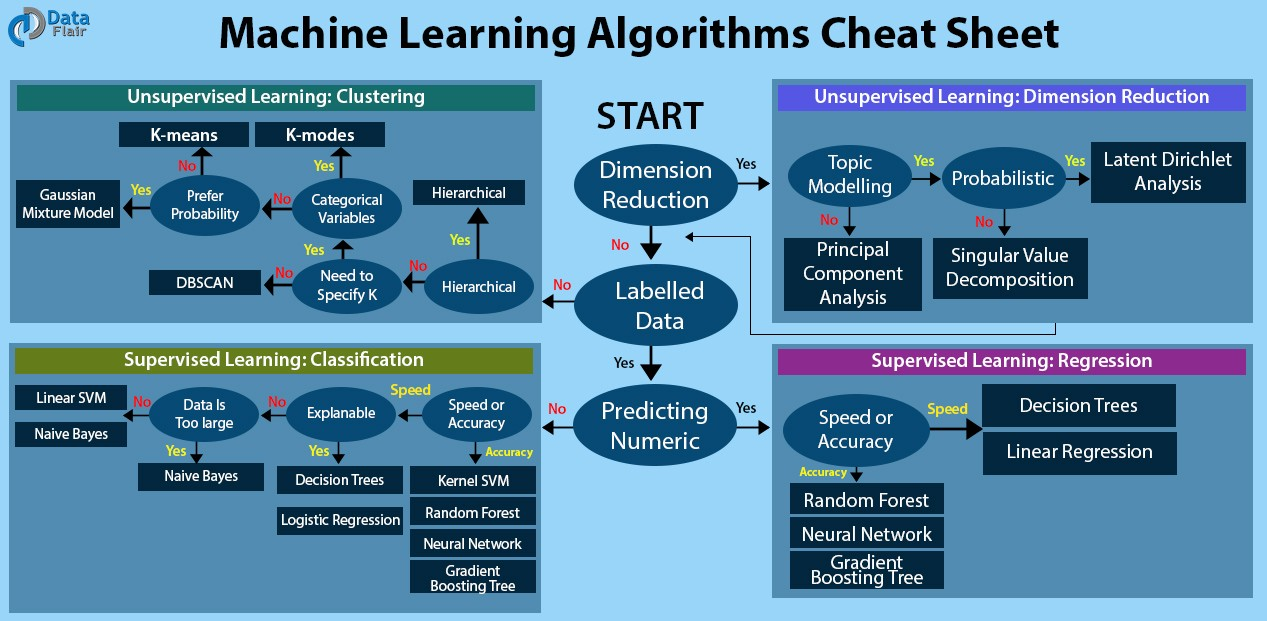 Data
Flair
Machine Learning Algorithms Cheat Sheet
START
Dimension
Reduction
Yes
No
Labelled
Data
No
Yes
Predicting
Numeric
No
Yes
Unsupervised Learning: Clustering
K-means
K-modes
No
Yes
Gaussian
Mixture Model
Yes
Prefer
Probability
No
Categorical
Variables
Hierarchical
Yes
Yes
DBSCAN
No
Need to
Specify K
No
Hierarchical
Unsupervised Learning: Dimension Reduction
Topic
Modelling
Yes
Probabilistic
Yes
Latent Dirichlet
Analysis
No
No
Principal
Component
Analysis
Singular Value
Decomposition
Supervised Learning: Classification
Linear SVM
Naive Bayes
No
Data Is
Too large
No
Explanable
Speed
Speed or
Accuracy
Yes
Yes
Accuracy
Naive Bayes
Decision Trees
Logistic Regression
Kernel SVM
Random Forest
Neural Network
Gradient
Boosting Tree
Supervised Learning: Regression
Speed or
Accuracy
Speed
Decision Trees
Linear Regression
Accuracy
Random Forest
Neural Network
Gradient
Boosting Tree